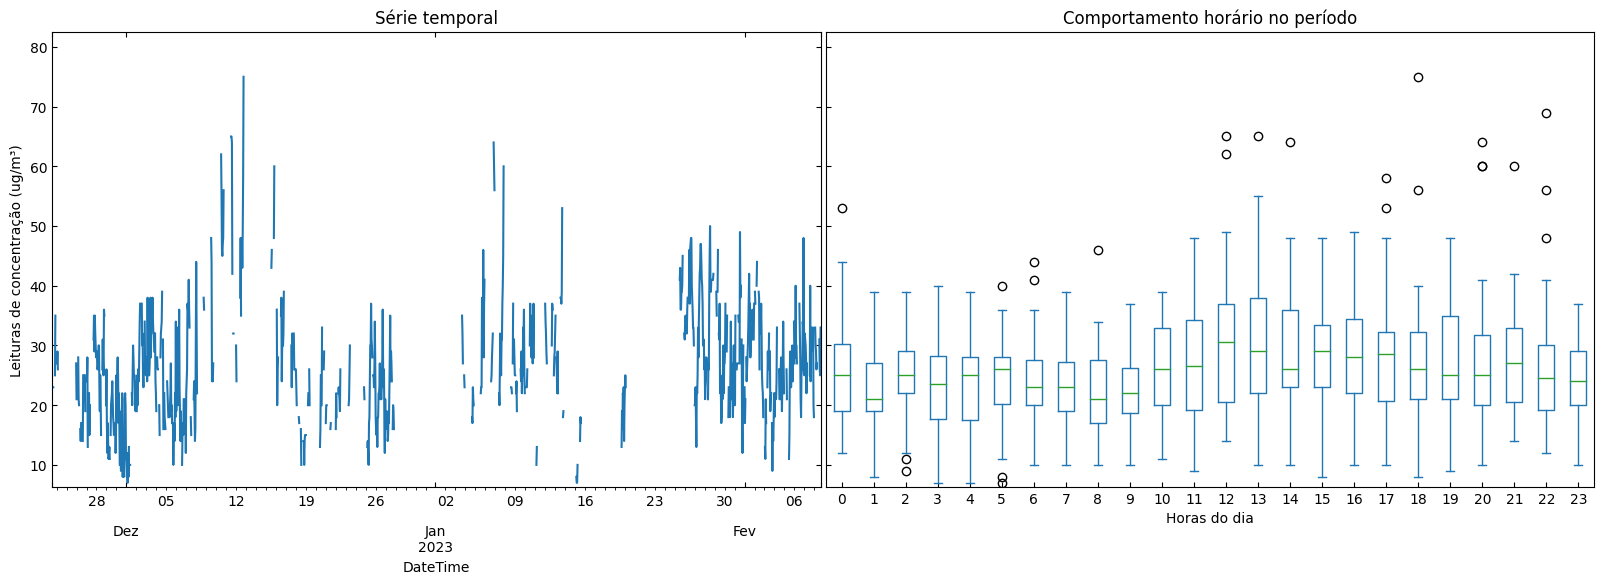 Série temporal
Leituras de concentração (ug/m³)
80
70
60
50
40
30
20
10
28 05 12 19 26 02 09 16 23 30 06
Dez Jan Fev
2023
DateTime
Comportamento horário no período
0 1 2 3 4 5 6 7 8 9 10 11 12 13 14 15 16 17 18 19 20 21 22 23
Horas do dia